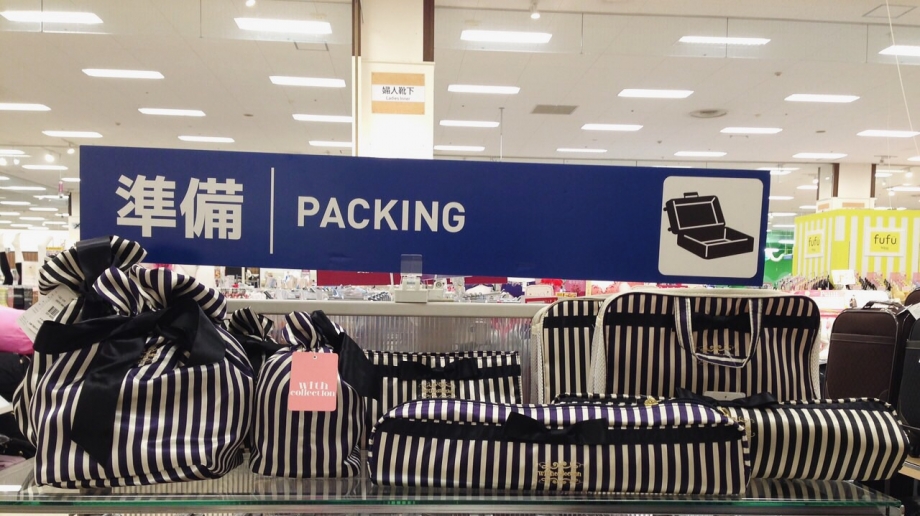 婦人靴下
準備
PACKING
fufu
fufu
with
collection